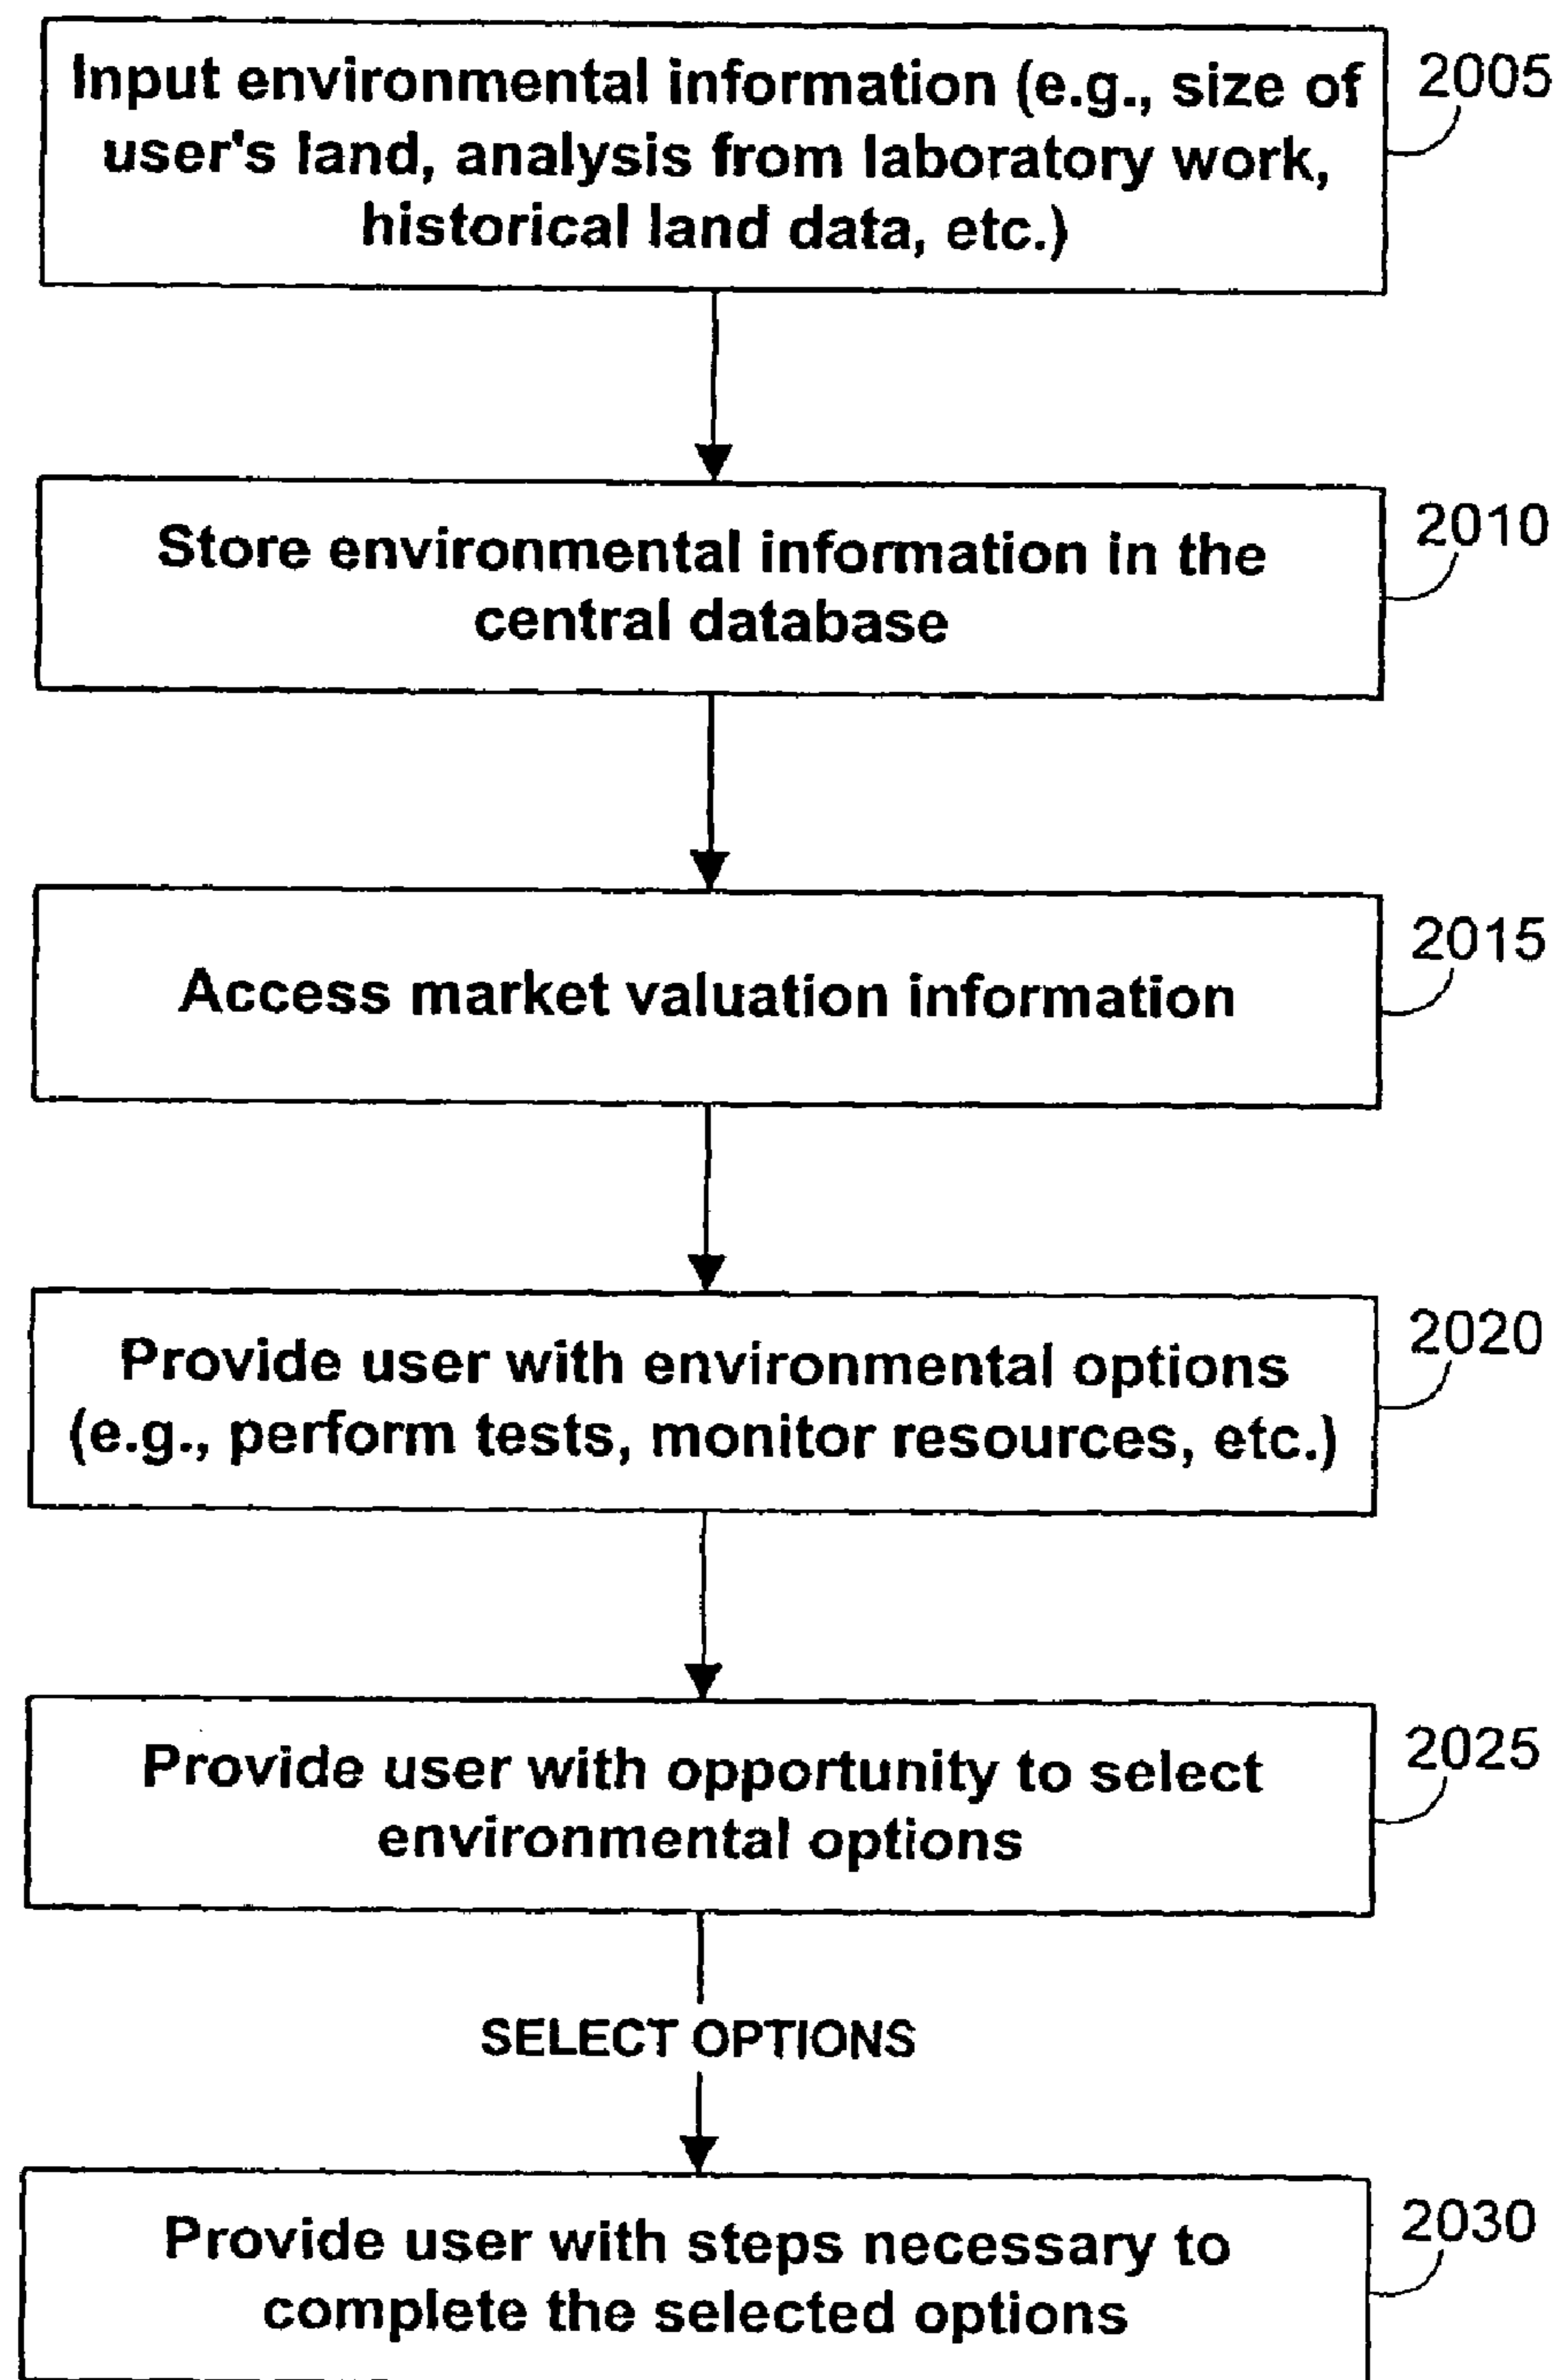 Input environmental information (e.g., size of
user's land, analysis from laboratory work,
historical land data, etc.)
2005
Store environmental information in the
central database
2010
Access market valuation information
2015
Provide user with environmental options
(e.g., perform tests, monitor resources, etc.)
2020
Provide user with opportunity to select
environmental options
2025
SELECT OPTIONS
Provide user with steps necessary to
complete the selected options
2030